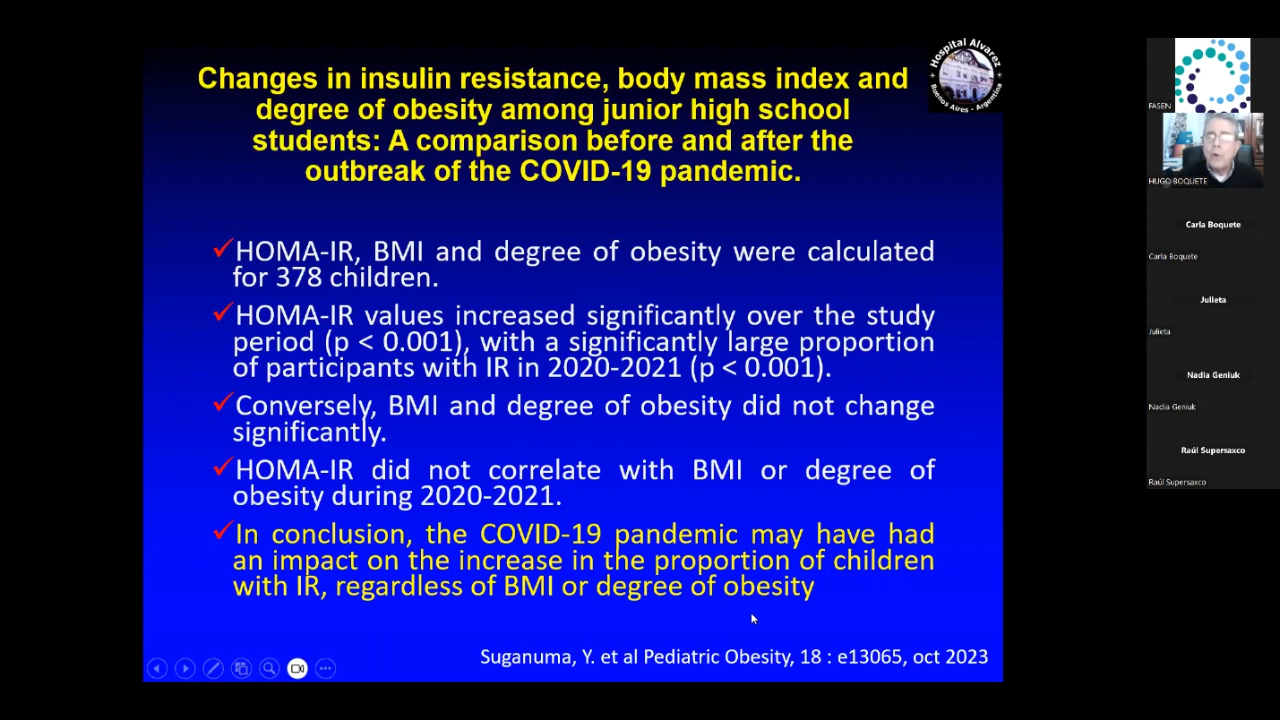 Changes in insulin resistance, body mass index and
degree of obesity among junior high school
students: A comparison before and after the
outbreak of the COVID-19 pandemic.
Hospital Alvarez
Buenos Aires - Argentina
✓HOMA-IR, BMI and degree of obesity were calculated
for 378 children.
✓HOMA-IR values increased significantly over the study
period (p < 0.001), with a significantly large proportion
of participants with IR in 2020-2021 (p < 0.001).
✓Conversely, BMI and degree of obesity did not change
significantly.
✓HOMA-IR did not correlate with BMI or degree of
obesity during 2020-2021.
✓In conclusion, the COVID-19 pandemic may have had
an impact on the increase in the proportion of children
with IR, regardless of BMI or degree of obesity
Suganuma, Y. et al Pediatric Obesity, 18 : e13065, oct 2023
FASEN
HUGO BOQUETE
Carla Boquete
Carla Boquete
Julieta
Julieta
Nadia Geniuk
Nadia Geniuk
Raúl Supersaxco
Raúl Supersaxco